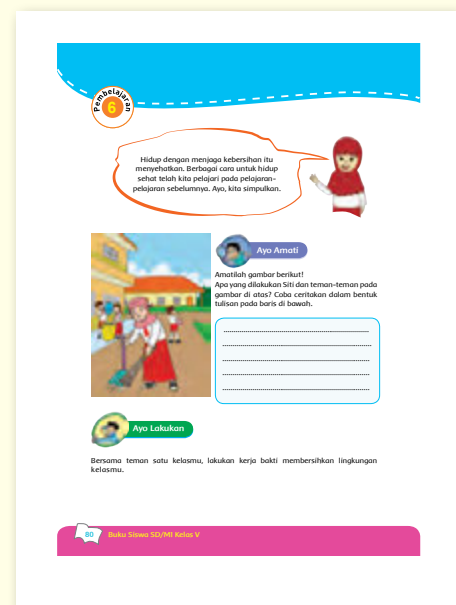 Pembelajaran
6
Hidup dengan menjaga kebersihan itu
menyehatkan. Berbagai cara untuk hidup
sehat telah kita pelajari pada pelajaran-
pelajaran sebelumnya. Ayo, kita simpulkan.
Ayo Amati
Amatilah gambar berikut!
Apa yang dilakukan Siti dan teman-teman pada
gambar di atas? Coba ceritakan dalam bentuk
tulisan pada baris di bawah.
Ayo Lakukan
Bersama teman satu kelasmu, lakukan kerja bakti membersihkan lingkungan
kelasmu.
80 Buku Siswa SD/MI Kelas V